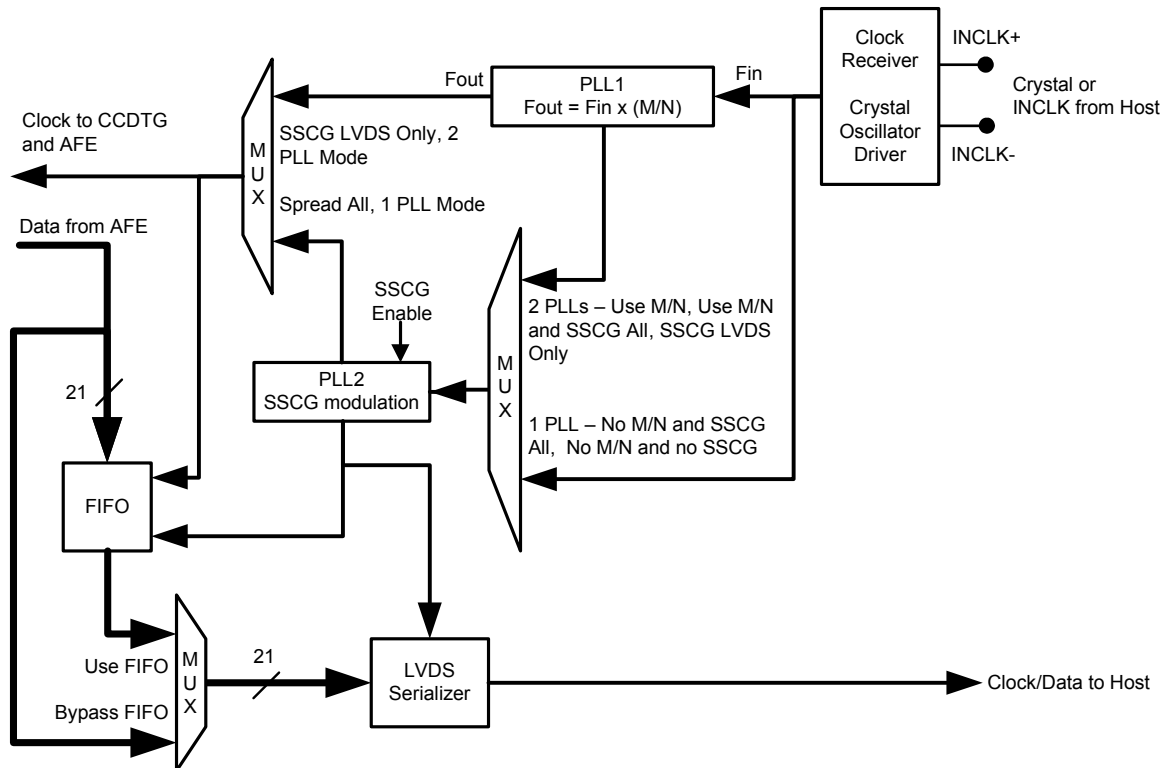 Clock
Receiver
Crystal
Oscillator
Driver
INCLK+
Crystal or
INCLK from Host
INCLK-
Fin
PLL1
Fout = Fin x (M/N)
Fout
MUX
SSCG LVDS Only, 2
PLL Mode
Spread All, 1 PLL Mode
Clock to CCDTG
and AFE
Data from AFE
SSCG
Enable
PLL2
SSCG modulation
MUX
2 PLLs – Use M/N, Use M/N
and SSCG All, SSCG LVDS
Only
1 PLL – No M/N and SSCG
All,  No M/N and no SSCG
21
FIFO
Use FIFO
Bypass FIFO
MUX
21
LVDS
Serializer
Clock/Data to Host